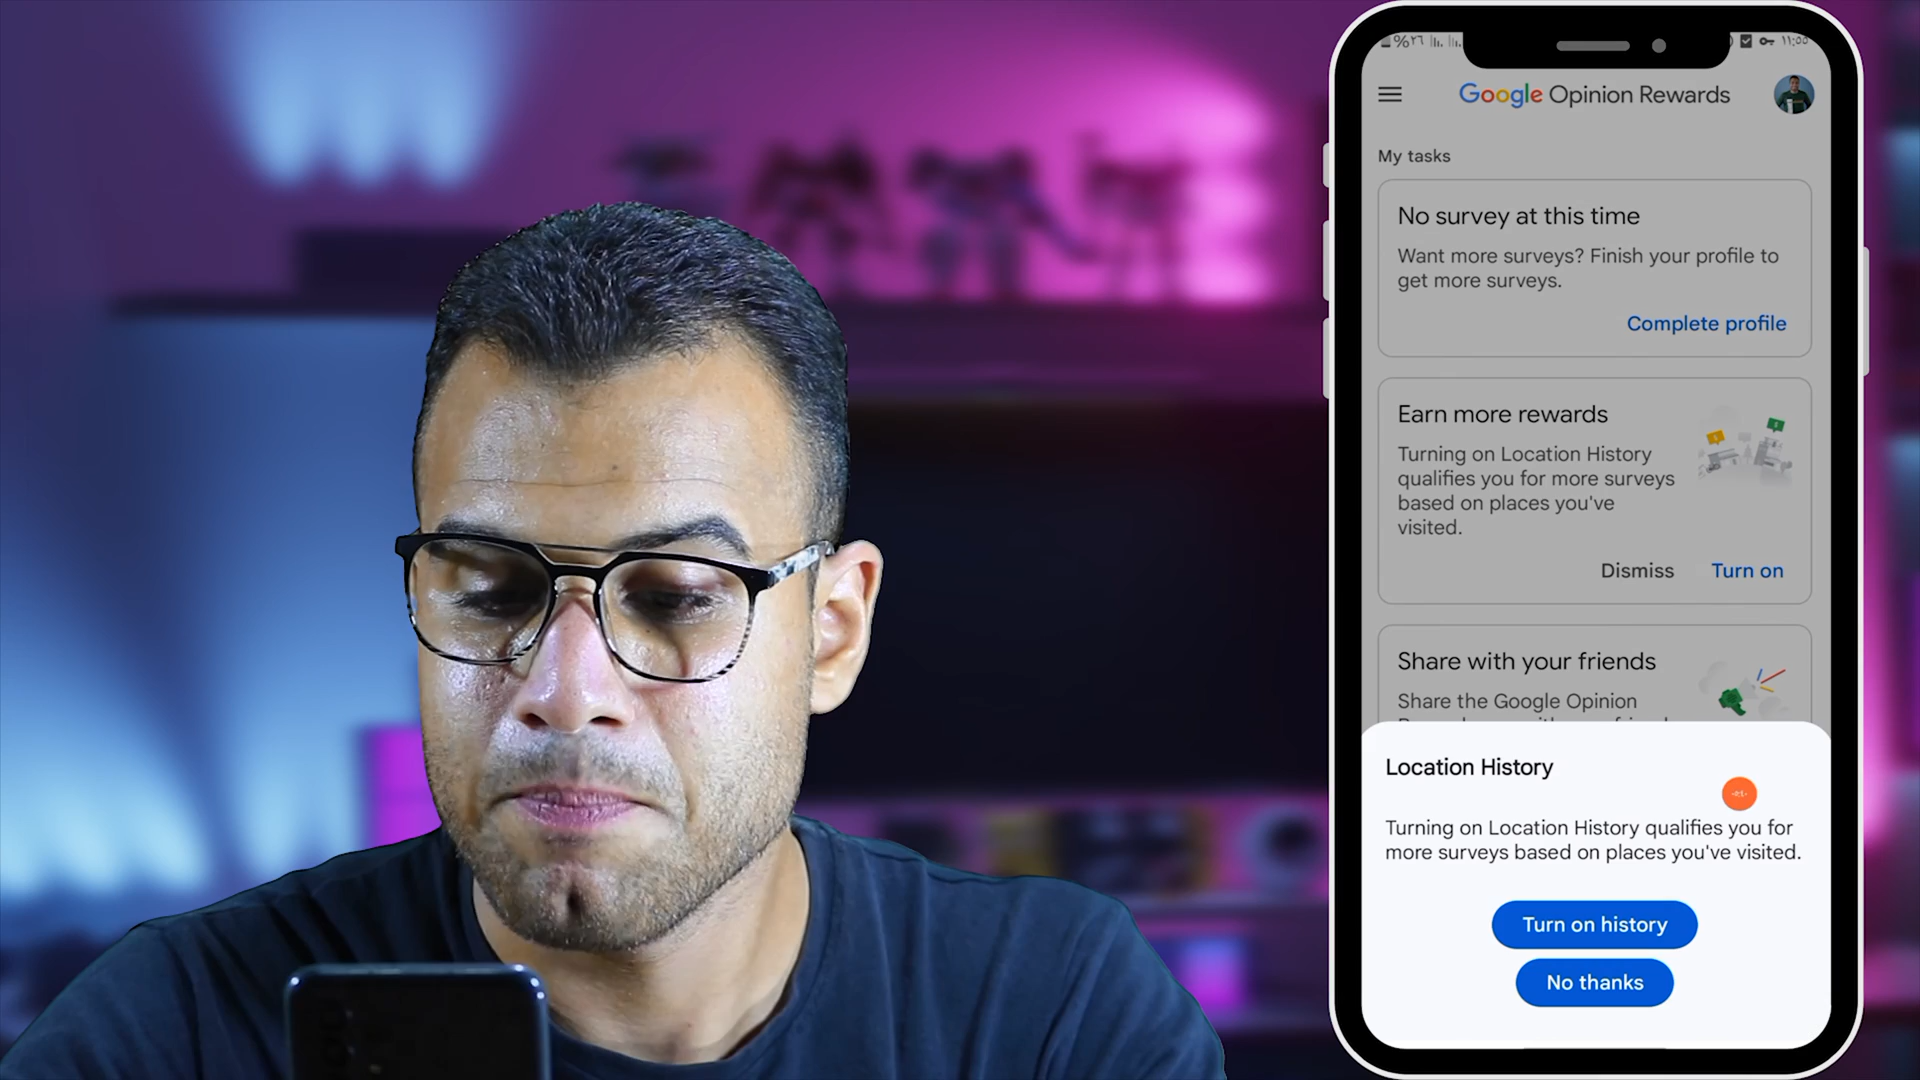 %٢٦
١١:٥٥
Google Opinion Rewards
My tasks
No survey at this time
Want more surveys? Finish your profile to
get more surveys.
Complete profile
Earn more rewards
Turning on Location History
qualifies you for more surveys
based on places you've
visited.
Dismiss Turn on
Share with your friends
Share the Google Opinion
Location History
Turning on Location History qualifies you for
more surveys based on places you've visited.
Turn on history
No thanks